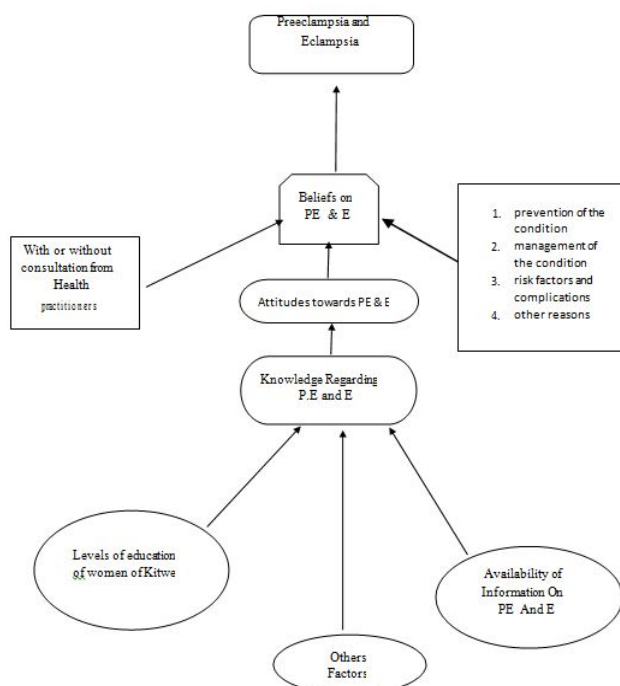 Preeclampsia and
Eclampsia
Beliefs on
PE & E
With or without
consultation from
Health
practitioners
1. prevention of the
condition
2. management of
the condition
3. risk factors and
complications
4. other reasons
Attitudes towards PE & E
Knowledge Regarding
P.E and E
Levels of education
of women of Kitwe
Availability of
Information On
PE And E
Others
Factors